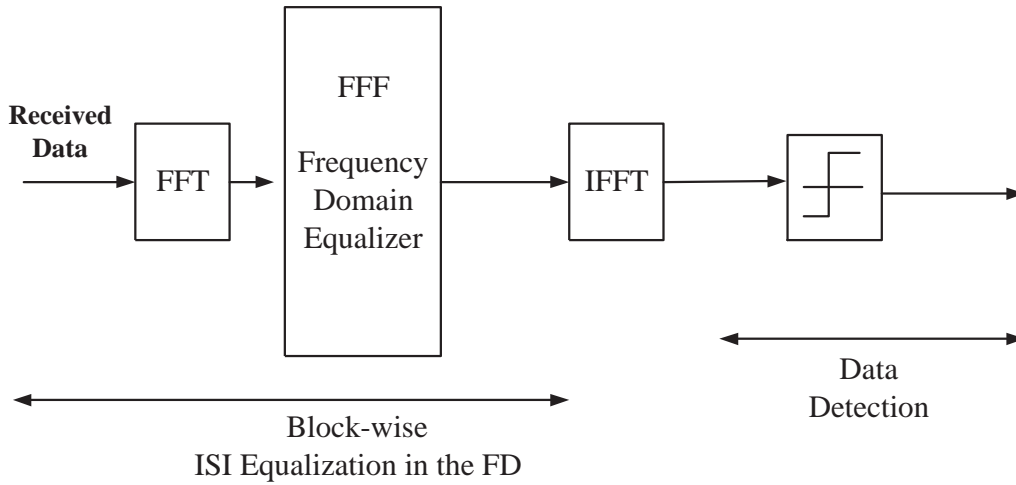 Received
Data
FFT
FFF
Frequency
Domain
Equalizer
IFFT
Data
Detection
Block-wise
ISI Equalization in the FD